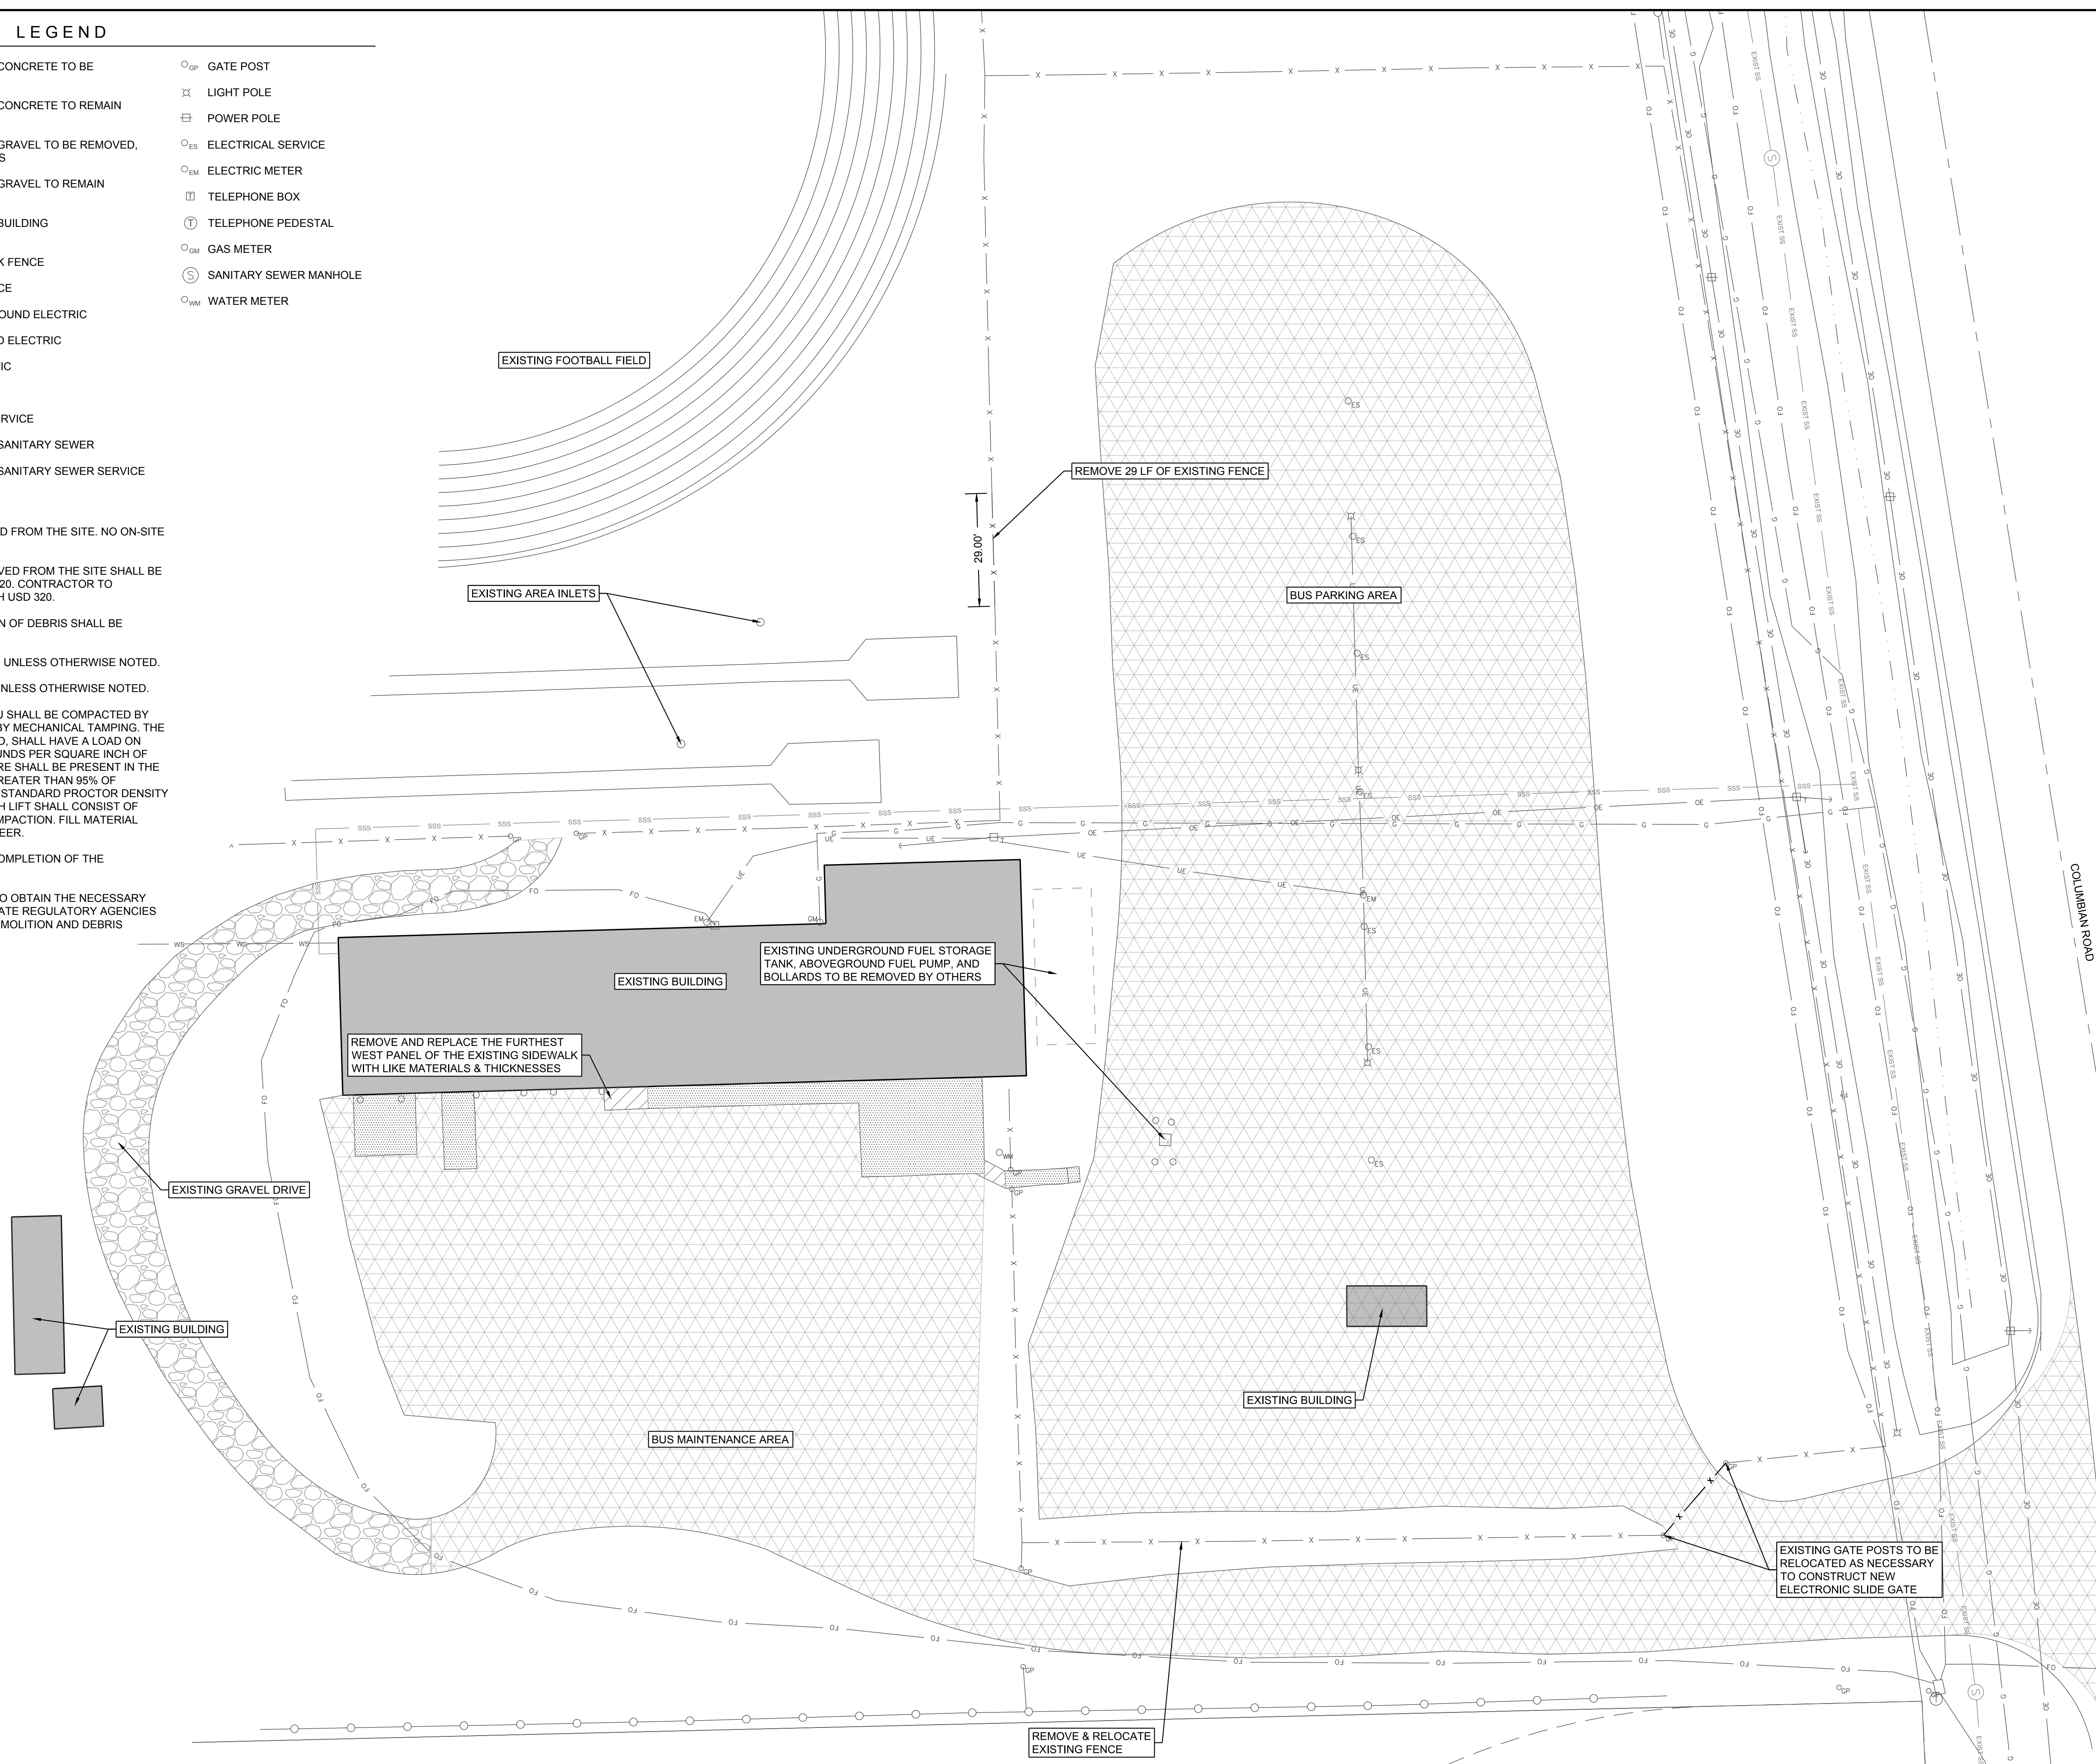 LEGEND
CONCRETE TO BE
CONCRETE TO REMAIN
GRAVEL TO BE REMOVED,
S
GRAVEL TO REMAIN
BUILDING
K FENCE
CE
OUND ELECTRIC
D ELECTRIC
IC
RVICE
SANITARY SEWER
SANITARY SEWER SERVICE
GP GATE POST
LIGHT POLE
POWER POLE
ES ELECTRICAL SERVICE
EM ELECTRIC METER
T TELEPHONE BOX
T TELEPHONE PEDESTAL
GM GAS METER
S SANITARY SEWER MANHOLE
WM WATER METER
D FROM THE SITE. NO ON-SITE
VED FROM THE SITE SHALL BE
20. CONTRACTOR TO
H USD 320.
N OF DEBRIS SHALL BE
UNLESS OTHERWISE NOTED.
NLESS OTHERWISE NOTED.
U SHALL BE COMPACTED BY
BY MECHANICAL TAMPING. THE
D, SHALL HAVE A LOAD ON
UNDS PER SQUARE INCH OF
RE SHALL BE PRESENT IN THE
REATER THAN 95% OF
STANDARD PROCTOR DENSITY
H LIFT SHALL CONSIST OF
MPACTION. FILL MATERIAL
EER.
OMPLETION OF THE
O OBTAIN THE NECESSARY
ATE REGULATORY AGENCIES
MOLITION AND DEBRIS
EXISTING FOOTBALL FIELD
REMOVE 29 LF OF EXISTING FENCE
29.00'
EXISTING AREA INLETS
BUS PARKING AREA
COLUMBIAN ROAD
EXISTING UNDERGROUND FUEL STORAGE
TANK, ABOVEGROUND FUEL PUMP, AND
BOLLARDS TO BE REMOVED BY OTHERS
EXISTING BUILDING
REMOVE AND REPLACE THE FURTHEST
WEST PANEL OF THE EXISTING SIDEWALK
WITH LIKE MATERIALS & THICKNESSES
EXISTING GRAVEL DRIVE
EXISTING BUILDING
EXISTING BUILDING
BUS MAINTENANCE AREA
EXISTING GATE POSTS TO BE
RELOCATED AS NECESSARY
TO CONSTRUCT NEW
ELECTRONIC SLIDE GATE
REMOVE & RELOCATE
EXISTING FENCE